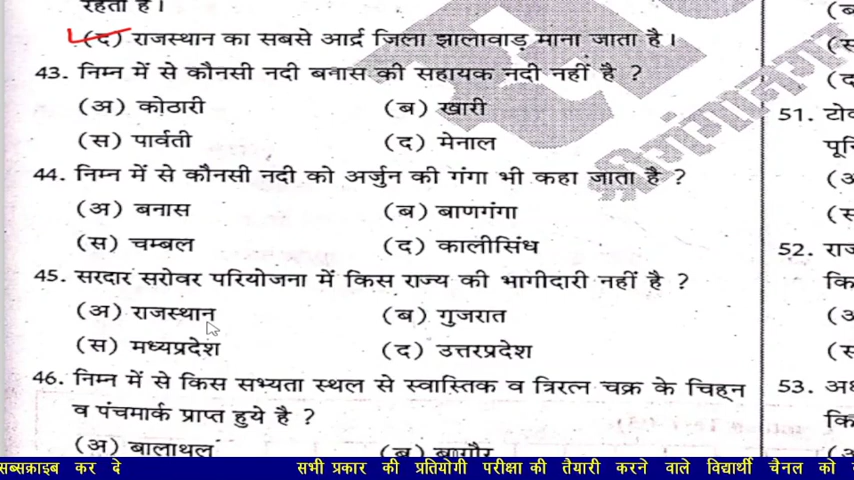 रहता है।
(द) राजस्थान का सबसे आर्द्र जिला झालावाड़ माना जाता है।
43. निम्न में से कौनसी नदी बनास की सहायक नदी नहीं है ?
(अ) कोठारी (ब) खारी
(स) पार्वती (द) मेनाल
44. निम्न में से कौनसी नदी को अर्जुन की गंगा भी कहा जाता है ?
(अ) बनास (ब) बाणगंगा
(स) चम्बल (द) कालीसिंध
45. सरदार सरोवर परियोजना में किस राज्य की भागीदारी नहीं है ?
(अ) राजस्थान (ब) गुजरात
(स) मध्यप्रदेश (द) उत्तरप्रदेश
46. निम्न में से किस सभ्यता स्थल से स्वास्तिक व त्रिरत्न चक्र के चिह्न
व पंचमार्क प्राप्त हुये है ?
(अ) बालाथल (ब) बागौर
श्रीगंगानगर
(ब
(स
(द
51. टो
पूर्
(अ
(स
52. राज
कि
(अ
(स
53. अध
कि
सब्सक्राइब कर दे सभी प्रकार की प्रतियोगी परीक्षा की तैयारी करने वाले विद्यार्थी चैनल को